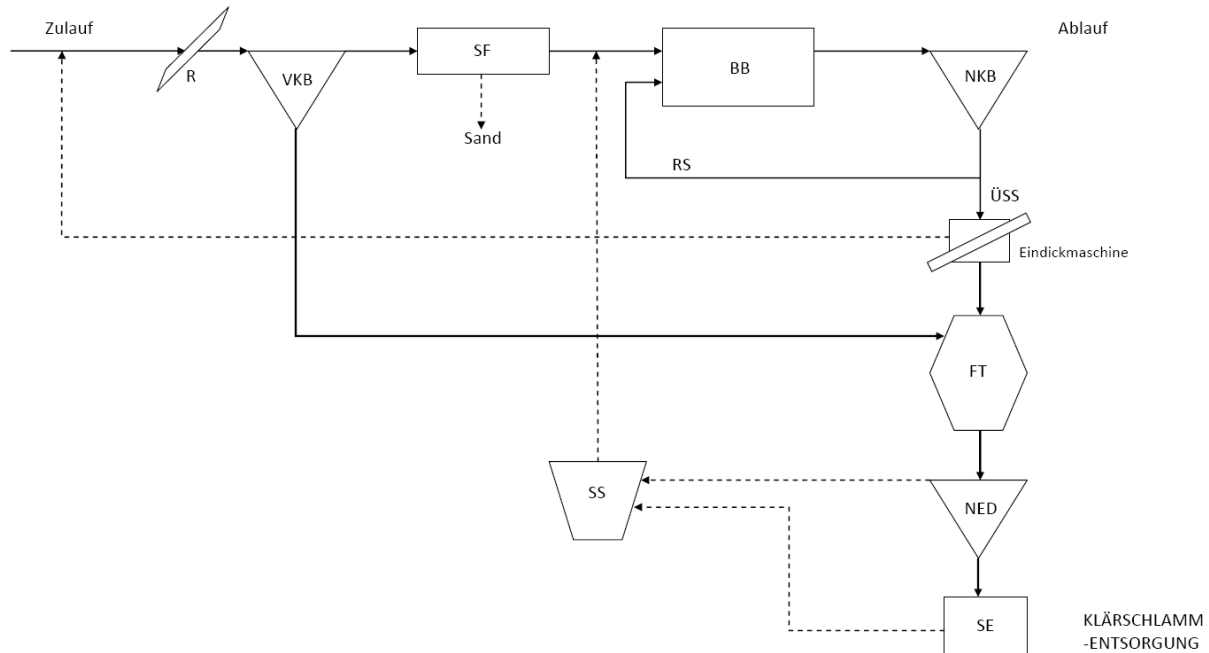 Zulauf
Ablauf
R
VKB
SF
BB
NKB
Sand
RS
ÜSS
Eindickmaschine
FT
SS
NED
SE
KLÄRSCHLAMM
-ENTSORGUNG